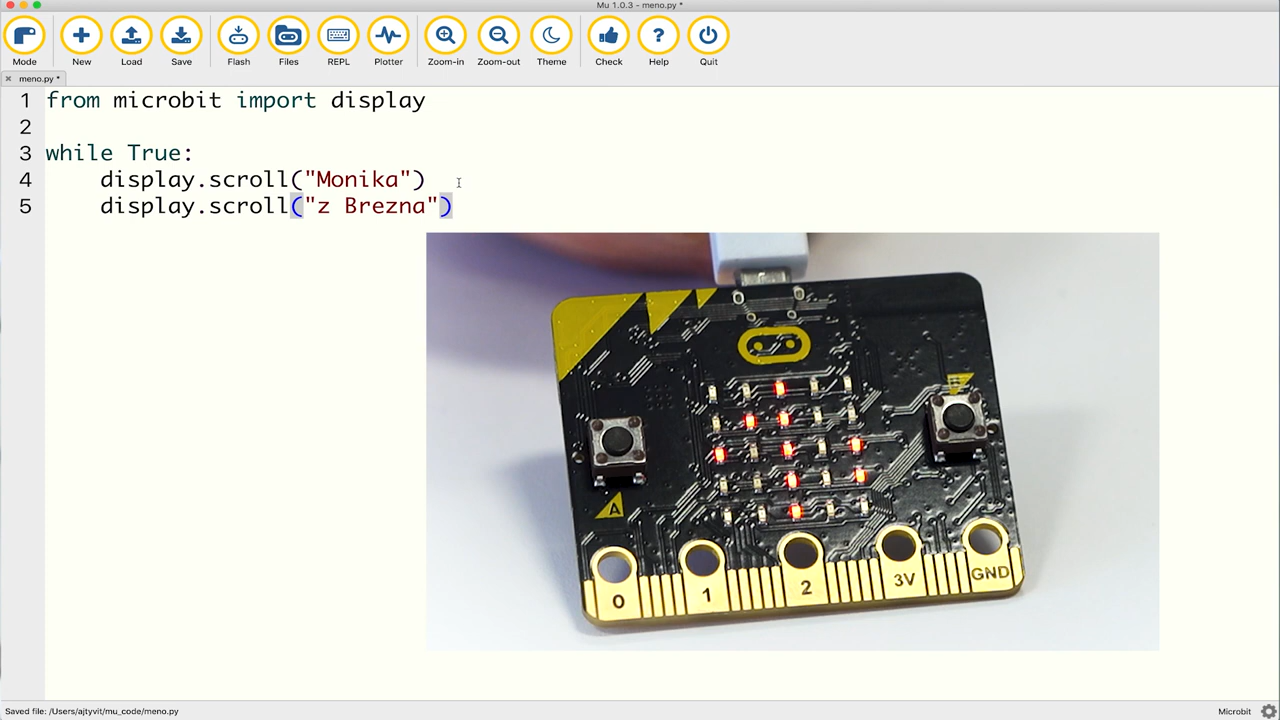 Mu 1.0.3 - meno.py *
Mode New Load Save Flash Files REPL Plotter Zoom-in Zoom-out Theme Check Help Quit
meno.py *
1 from microbit import display
2
3 while True:
4 display.scroll("Monika")
5 display.scroll("z Brezna")
A
0 1 2 3V GND
Saved file: /Users/ajtyvit/mu_code/meno.py
Microbit